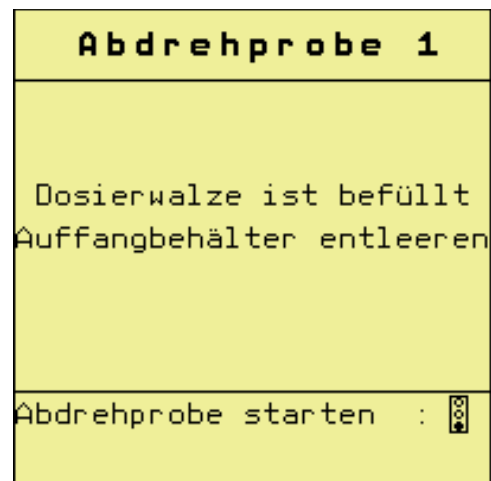 Abdrehprobe 1
Dosierwalze ist befüllt
Auffangbehälter entleeren
Abdrehprobe starten :